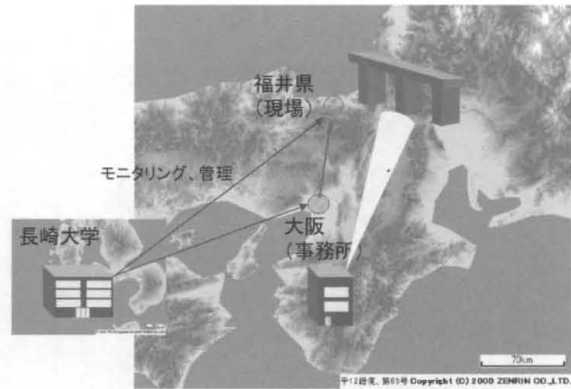 福井県
(現場)
モニタリング、管理
長崎大学
大阪
(事務所)
70km
平12総使、第63号 Copyright (C) 2000 ZENRIN CO.,LTD.